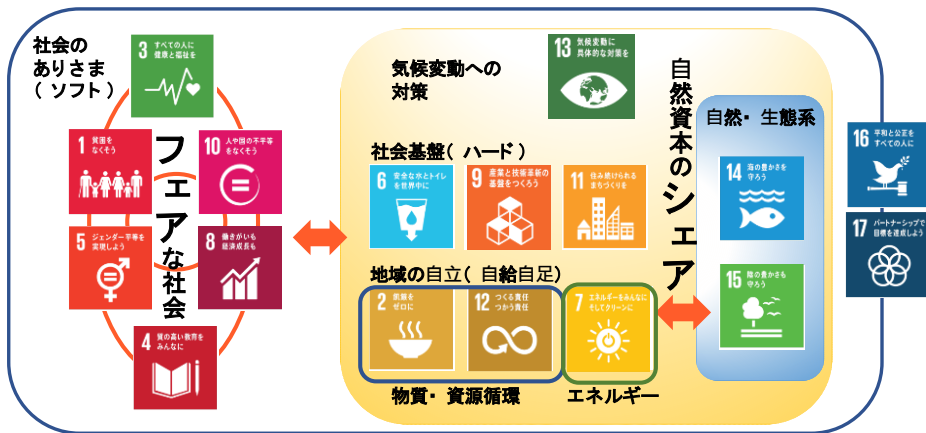 社会の
ありさま
(ソフト)
3 すべての人に
健康と福祉を
1 貧困を
なくそう
10 人や国の不平等
をなくそう
フェアな社会
5 ジェンダー平等を
実現しよう
8 働きがいも
経済成長も
4 質の高い教育を
みんなに
気候変動への
対策
13 気候変動に
具体的な対策を
自然資本のシェア
社会基盤(ハード)
6 安全な水とトイレ
を世界中に
9 産業と技術革新の
基盤をつくろう
11 住み続けられる
まちづくりを
地域の自立(自給自足)
2 飢餓を
ゼロに
12 つくる責任
つかう責任
7 エネルギーをみんなに
そしてクリーンに
物質・資源循環
エネルギー
自然・生態系
14 海の豊かさを
守ろう
15 陸の豊かさも
守ろう
16 平和と公正を
すべての人に
17 パートナーシップで
目標を達成しよう